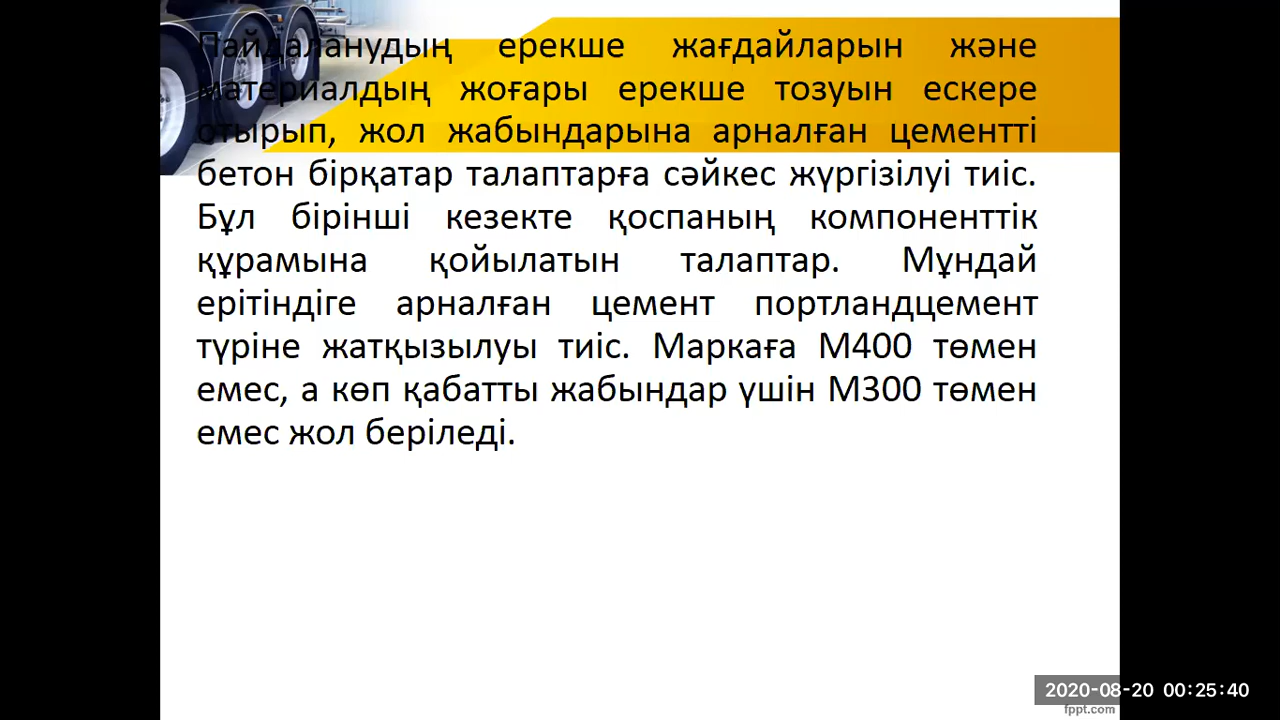 Пайдаланудың ерекше жағдайларын және
материалдың жоғары ерекше тозуын ескере
отырып, жол жабындарына арналған цементті
бетон бірқатар талаптарға сәйкес жүргізілуі тиіс.
Бұл бірінші кезекте қоспаның компоненттік
құрамына қойылатын талаптар. Мұндай
ерітіндіге арналған цемент портландцемент
түріне жатқызылуы тиіс. Маркаға М400 төмен
емес, а көп қабатты жабындар үшін М300 төмен
емес жол беріледі.
2020-08-20 00:25:40
fppt.com